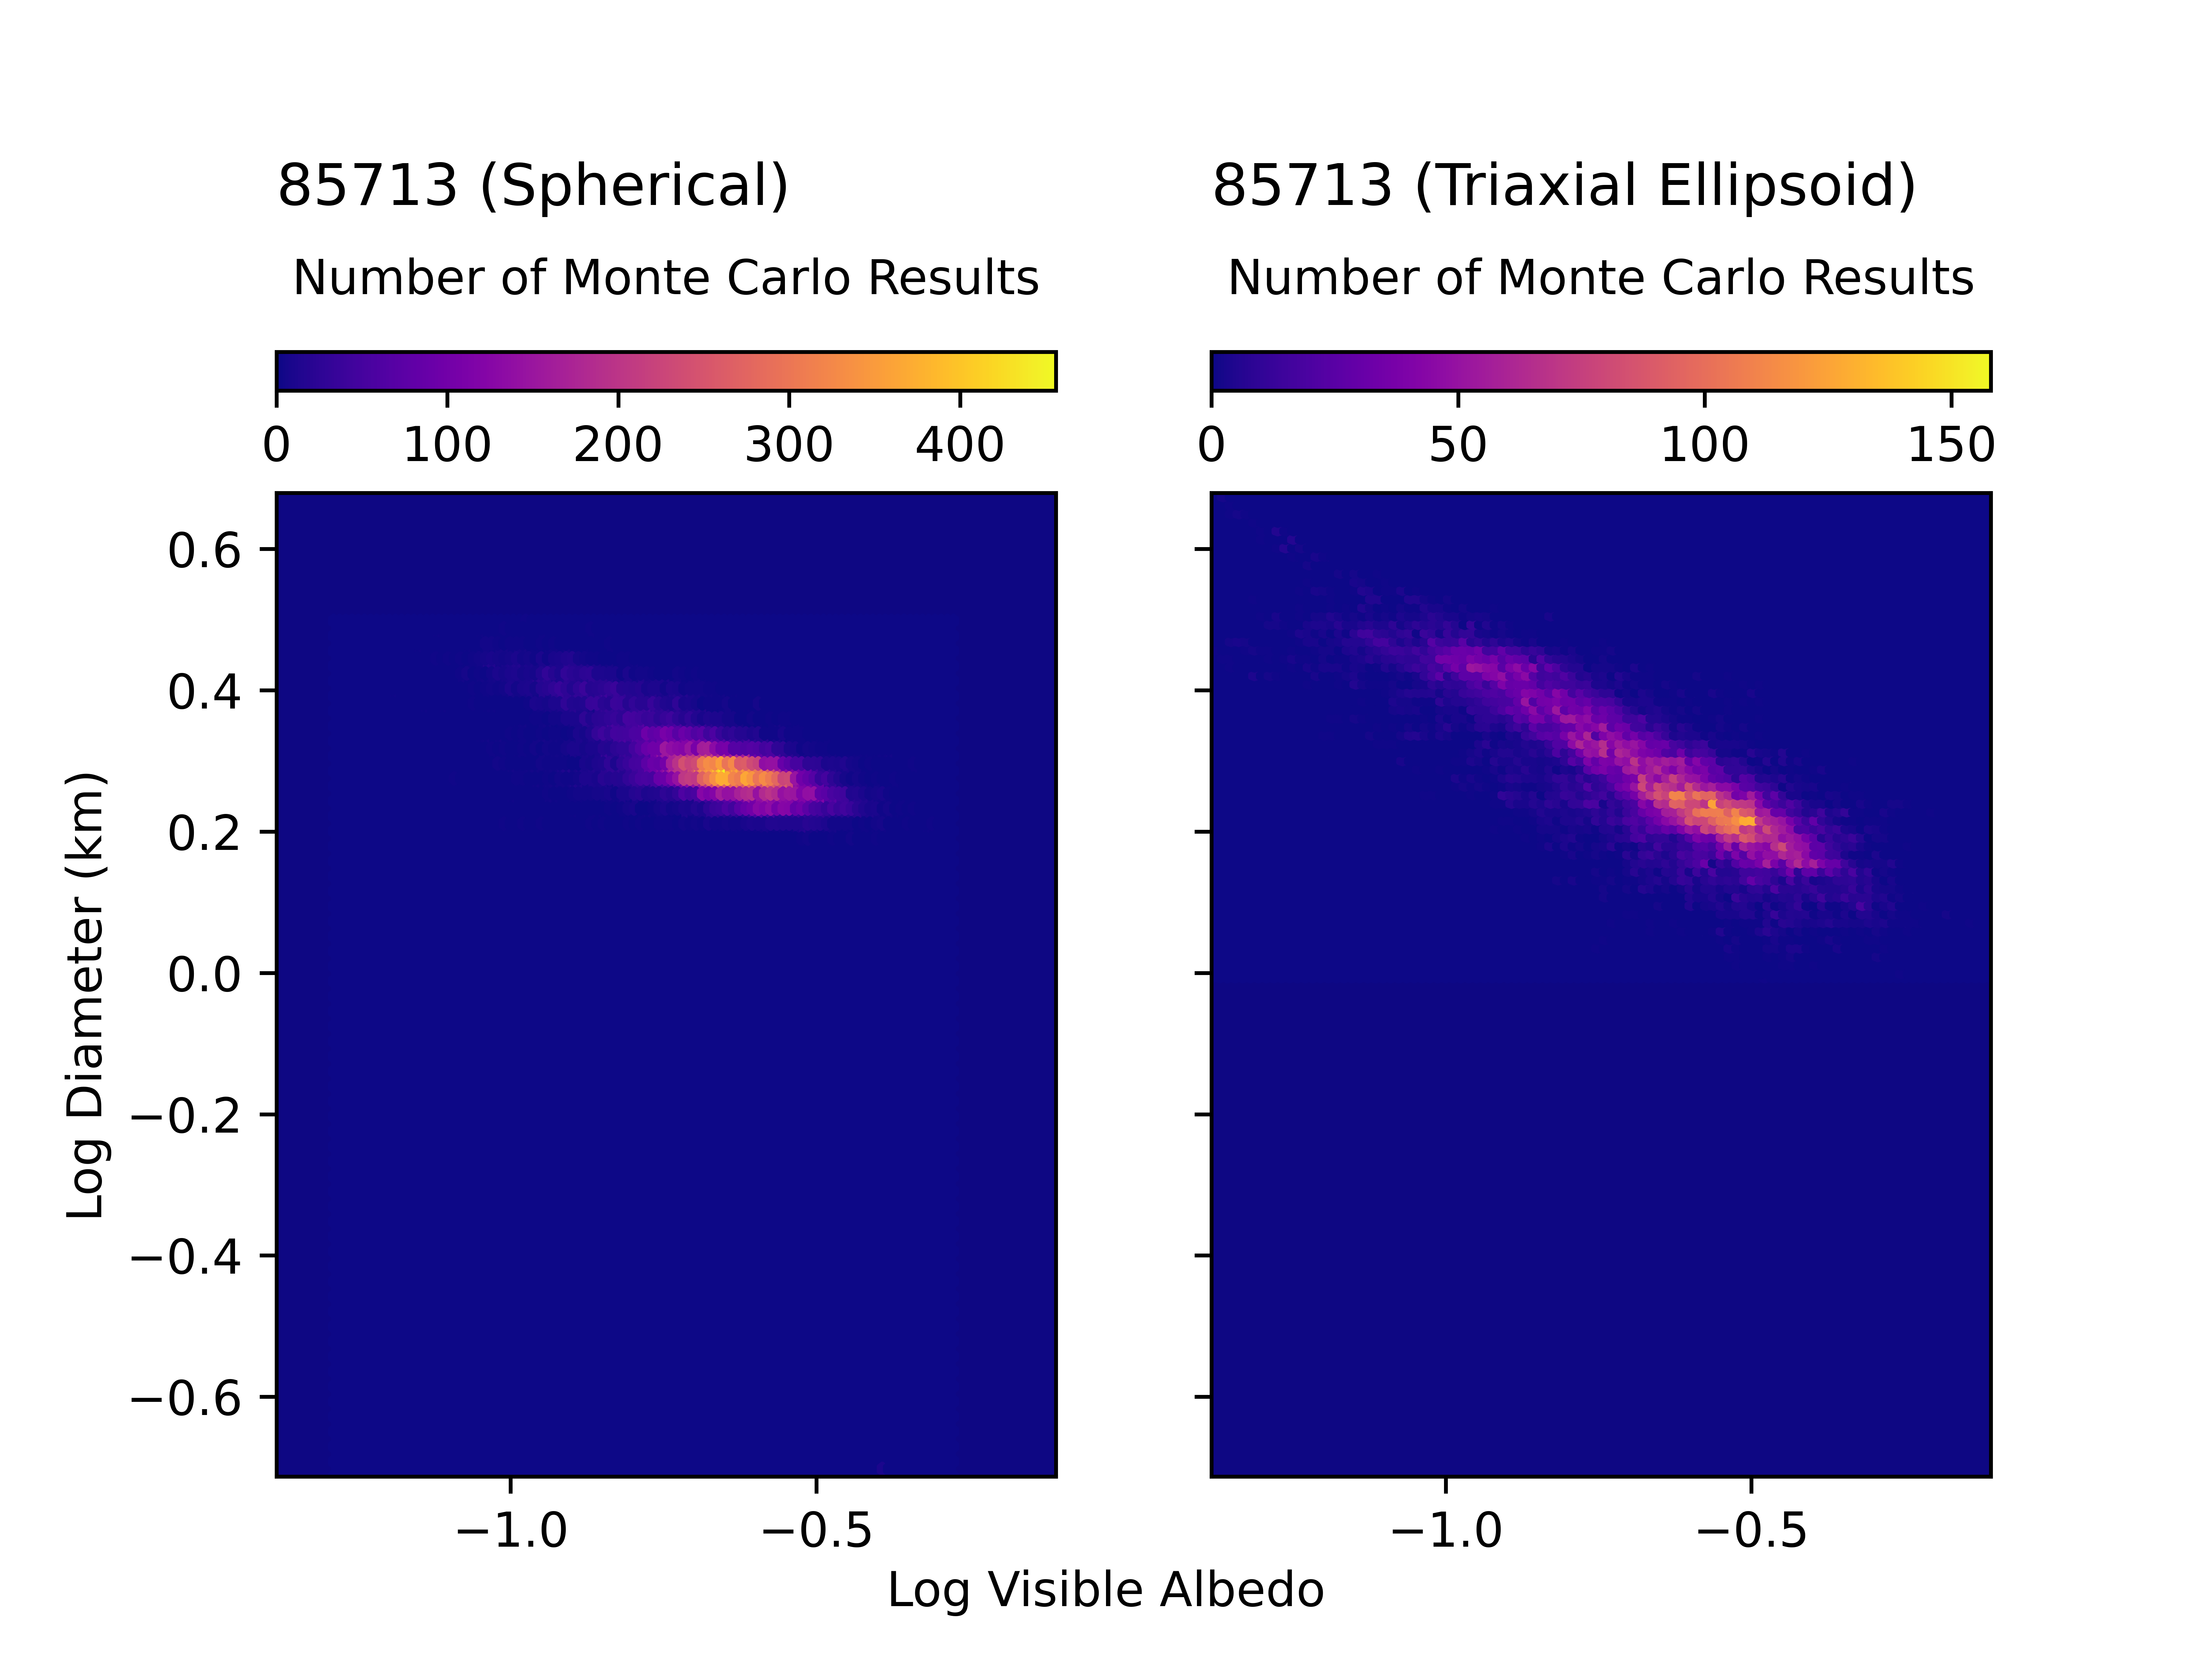 85713 (Spherical)
Number of Monte Carlo Results
0 100 200 300 400
85713 (Triaxial Ellipsoid)
Number of Monte Carlo Results
0 50 100 150
Log Diameter (km)
0.6
0.4
0.2
0.0
−0.2
−0.4
−0.6
−1.0 −0.5
−1.0 −0.5
Log Visible Albedo